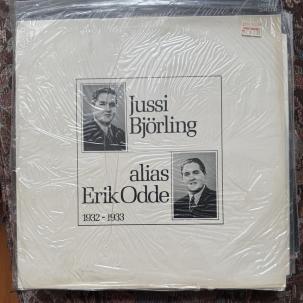 Jussi
Björling
alias
Erik Odde
1932-1933